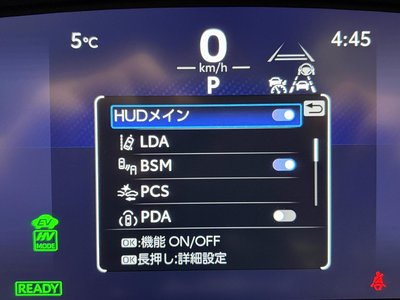 5℃
0
km/h
P
4:45
HUDメイン
LDA
BSM
PCS
PDA
OK:機能 ON/OFF
OK長押し:詳細設定
EV
HV
MODE
READY